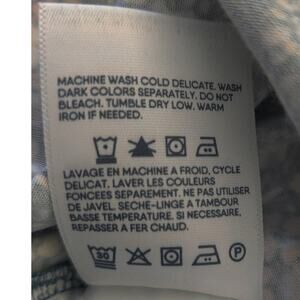 MACHINE WASH COLD DELICATE. WASH
DARK COLORS SEPARATELY. DO NOT
BLEACH. TUMBLE DRY LOW. WARM
IRON IF NEEDED.
LAVAGE EN MACHINE A FROID, CYCLE
DELICAT. LAVER LES COULEURS
FONCEES SEPAREMENT. NE PAS UTILISER
DE JAVEL. SECHE-LINGE A TAMBOUR
BASSE TEMPERATURE. SI NECESSAIRE,
REPASSER A FER CHAUD.
30 P